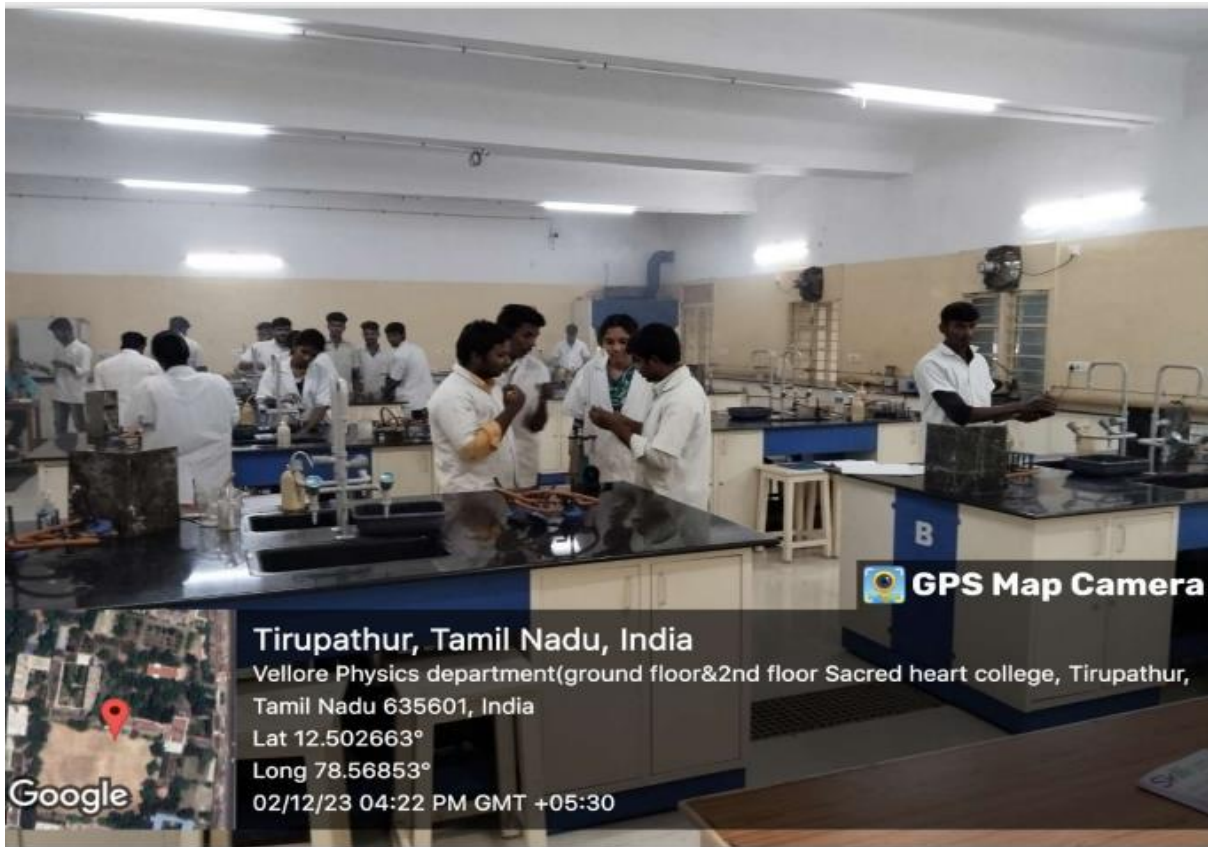 B
GPS Map Camera
Tirupathur, Tamil Nadu, India
Vellore Physics department(ground floor&2nd floor Sacred heart college, Tirupathur,
Tamil Nadu 635601, India
Lat 12.502663°
Long 78.56853°
02/12/23 04:22 PM GMT +05:30
Google